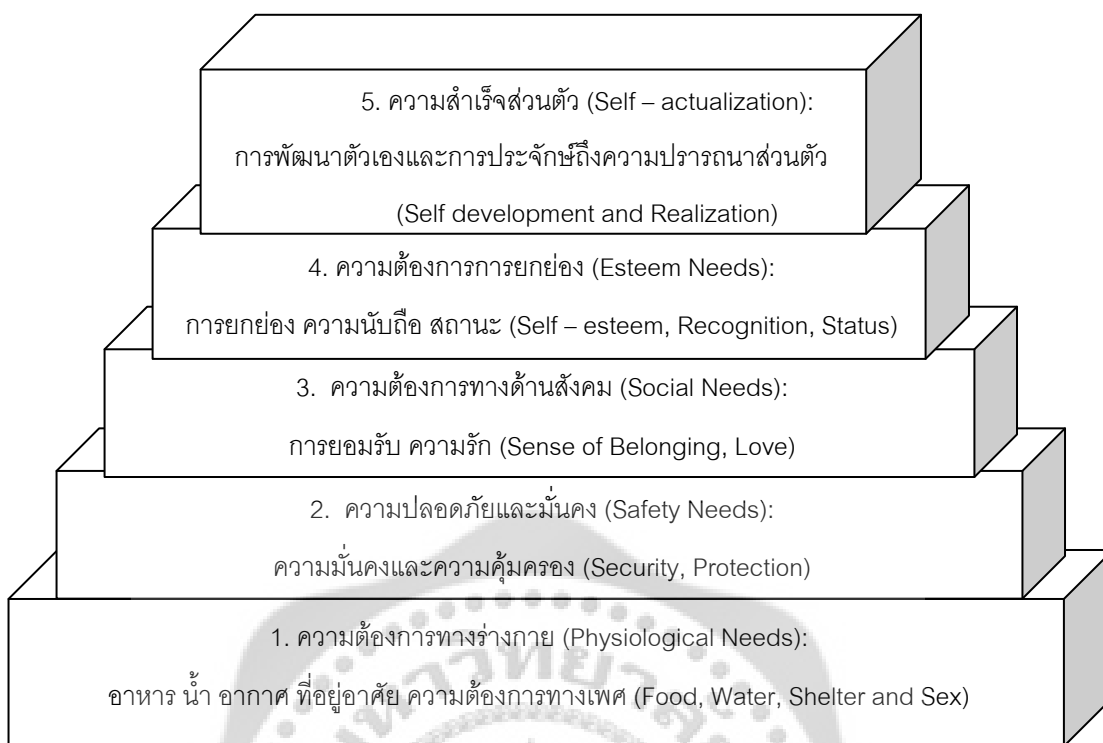 5. ความสำเร็จส่วนตัว (Self – actualization):
การพัฒนาตัวเองและการประจักษ์ถึงความปรารถนาส่วนตัว
(Self development and Realization)
4. ความต้องการการยกย่อง (Esteem Needs):
การยกย่อง ความนับถือ สถานะ (Self – esteem, Recognition, Status)
3. ความต้องการทางด้านสังคม (Social Needs):
การยอมรับ ความรัก (Sense of Belonging, Love)
2. ความปลอดภัยและมั่นคง (Safety Needs):
ความมั่นคงและความคุ้มครอง (Security, Protection)
1. ความต้องการทางร่างกาย (Physiological Needs):
อาหาร น้ำ อากาศ ที่อยู่อาศัย ความต้องการทางเพศ (Food, Water, Shelter and Sex)